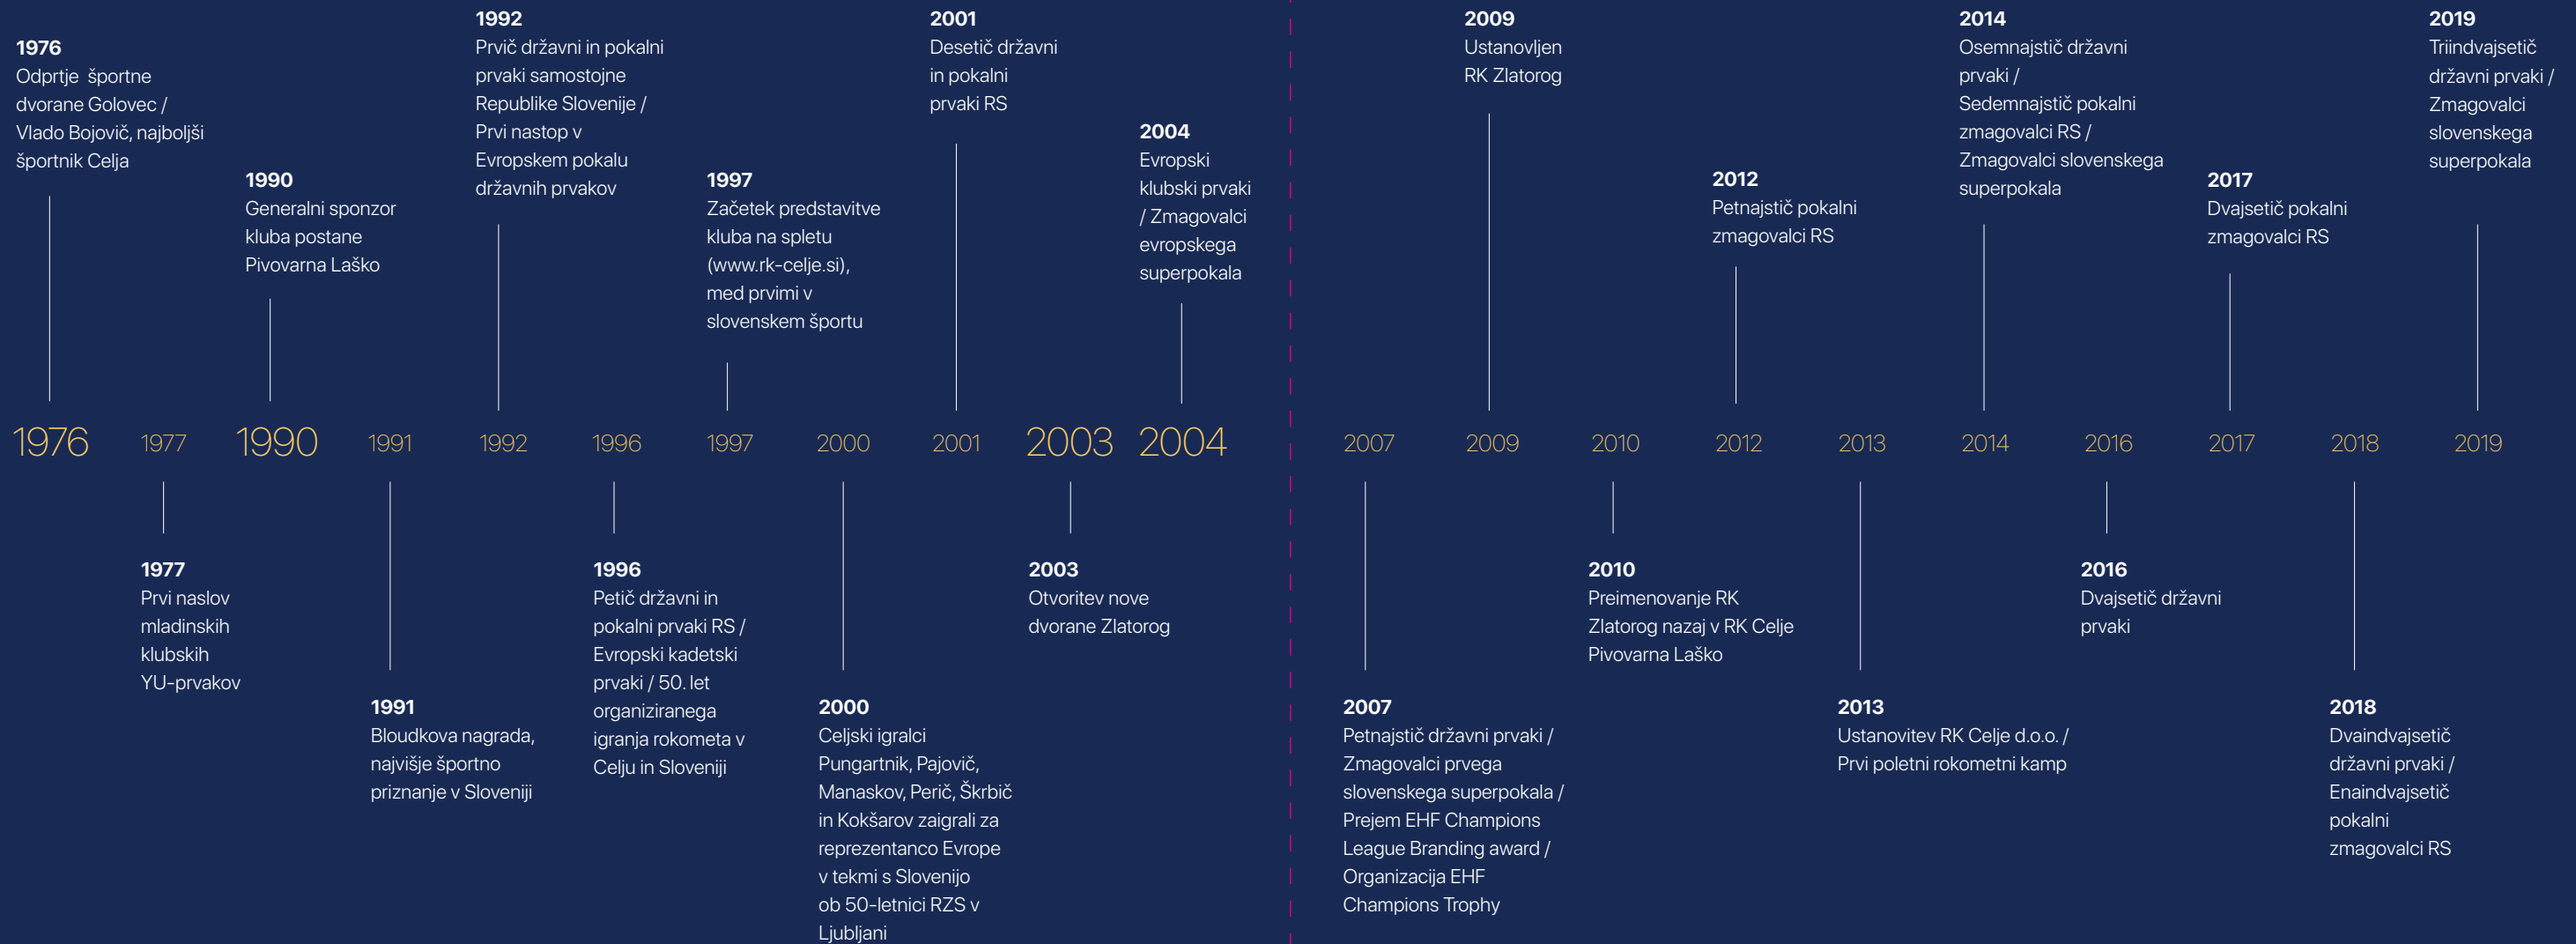 1976
Odprtje športne
dvorane Golovec /
Vlado Bojovič, najboljši
športnik Celja
1990
Generalni sponzor
kluba postane
Pivovarna Laško
1992
Prvič državni in pokalni
prvaki samostojne
Republike Slovenije /
Prvi nastop v
Evropskem pokalu
državnih prvakov
1997
Začetek predstavitve
kluba na spletu
(www.rk-celje.si),
med prvimi v
slovenskem športu
2001
Desetič državni
in pokalni
prvaki RS
2004
Evropski
klubski prvaki
/ Zmagovalci
evropskega
superpokala
2009
Ustanovljen
RK Zlatorog
2012
Petnajstič pokalni
zmagovalci RS
2014
Osemnajstič državni
prvaki /
Sedemnajstič pokalni
zmagovalci RS /
Zmagovalci slovenskega
superpokala
2017
Dvajsetič pokalni
zmagovalci RS
2019
Triindvajsetič
državni prvaki /
Zmagovalci
slovenskega
superpokala
1976 1977 1990 1991 1992 1996 1997 2000 2001 2003 2004 2007 2009 2010 2012 2013 2014 2016 2017 2018 2019
1977
Prvi naslov
mladinskih
klubskih
YU-prvakov
1991
Bloudkova nagrada,
najvišje športno
priznanje v Sloveniji
1996
Petič državni in
pokalni prvaki RS /
Evropski kadetski
prvaki / 50. let
organiziranega
igranja rokometa v
Celju in Sloveniji
2000
Celjski igralci
Pungartnik, Pajovič,
Manaskov, Perič, Škrbič
in Kokšarov zaigrali za
reprezentanco Evrope
v tekmi s Slovenijo
ob 50-letnici RZS v
Ljubljani
2003
Otvoritev nove
dvorane Zlatorog
2007
Petnajstič državni prvaki /
Zmagovalci prvega
slovenskega superpokala /
Prejem EHF Champions
League Branding award /
Organizacija EHF
Champions Trophy
2010
Preimenovanje RK
Zlatorog nazaj v RK Celje
Pivovarna Laško
2013
Ustanovitev RK Celje d.o.o. /
Prvi poletni rokometni kamp
2016
Dvajsetič državni
prvaki
2018
Dvaindvajsetič
državni prvaki /
Enaindvajsetič
pokalni
zmagovalci RS